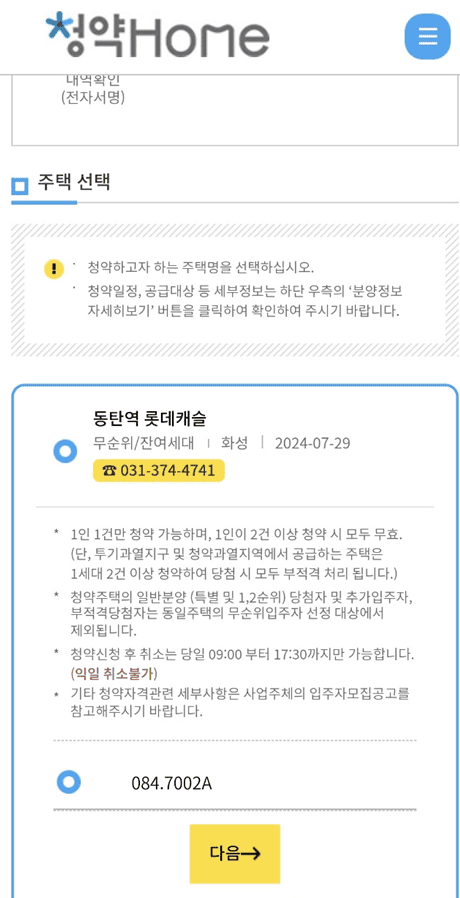 청약Home
내역확인
(전자서명)
주택 선택
청약하고자 하는 주택명을 선택하십시오.
청약일정, 공급대상 등 세부정보는 하단 우측의 '분양정보
자세히보기' 버튼을 클릭하여 확인하여 주시기 바랍니다.
동탄역 롯데캐슬
무순위/잔여세대 | 화성 | 2024-07-29
☎ 031-374-4741
* 1인 1건만 청약 가능하며, 1인이 2건 이상 청약 시 모두 무효.
(단, 투기과열지구 및 청약과열지역에서 공급하는 주택은
1세대 2건 이상 청약하여 당첨 시 모두 부적격 처리 됩니다.)
* 청약주택의 일반분양 (특별 및 1,2순위) 당첨자 및 추가입주자,
부적격당첨자는 동일주택의 무순위입주자 선정 대상에서
제외됩니다.
* 청약신청 후 취소는 당일 09:00 부터 17:30까지만 가능합니다.
(익일 취소불가)
* 기타 청약자격관련 세부사항은 사업주체의 입주자모집공고를
참고해주시기 바랍니다.
084.7002A
다음→